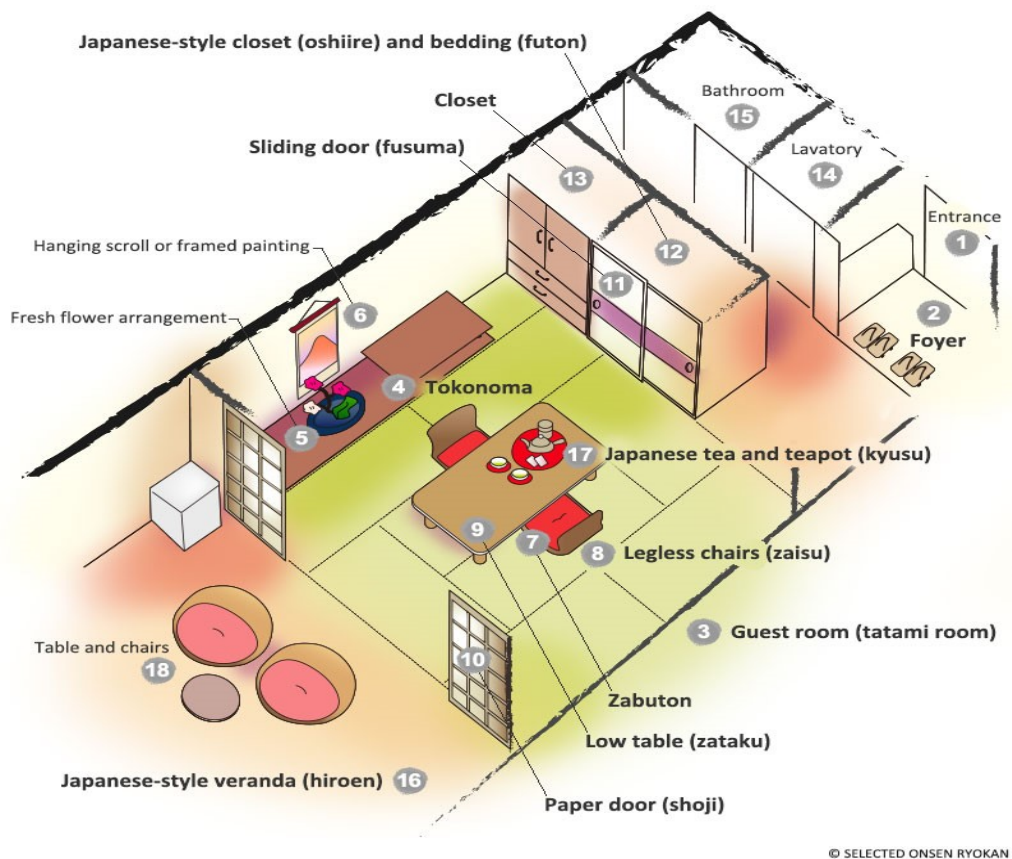 Japanese-style closet (oshiire) and bedding (futon)
Bathroom
15
Closet
Lavatory
14
Sliding door (fusuma)
13
Entrance
1
12
Hanging scroll or framed painting
11
6
2
Fresh flower arrangement
Foyer
4 Tokonoma
5
17 Japanese tea and teapot (kyusu)
9
7
8 Legless chairs (zaisu)
3 Guest room (tatami room)
Table and chairs
18
10
Zabuton
Low table (zataku)
Japanese-style veranda (hiroen) 16
Paper door (shoji)
© SELECTED ONSEN RYOKAN